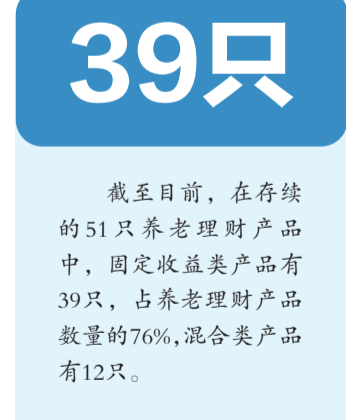 39只
截至目前，在存续
的51只养老理财产品
中，固定收益类产品有
39只，占养老理财产品
数量的76%,混合类产品
有12只。